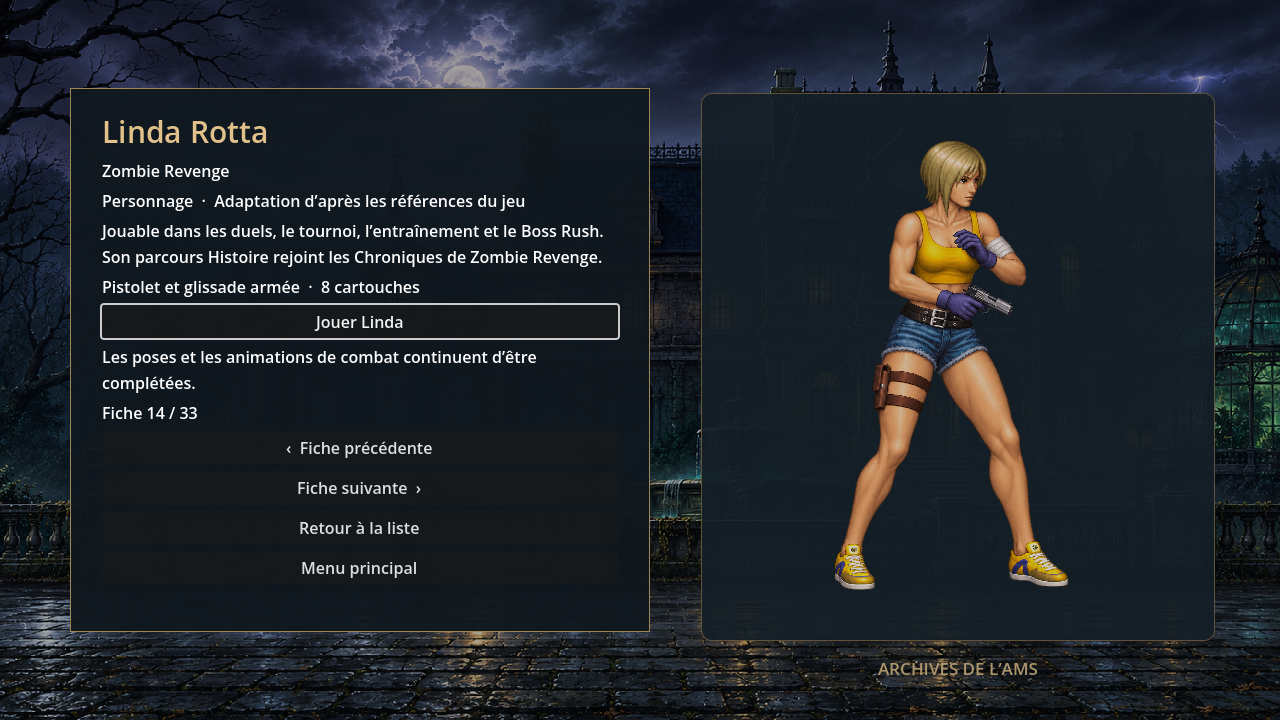 Linda Rotta
Zombie Revenge
Personnage · Adaptation d’après les références du jeu
Jouable dans les duels, le tournoi, l’entraînement et le Boss Rush.
Son parcours Histoire rejoint les Chroniques de Zombie Revenge.
Pistolet et glissade armée · 8 cartouches
Jouer Linda
Les poses et les animations de combat continuent d’être
complétées.
Fiche 14 / 33
‹ Fiche précédente
Fiche suivante ›
Retour à la liste
Menu principal
ARCHIVES DE L’AMS